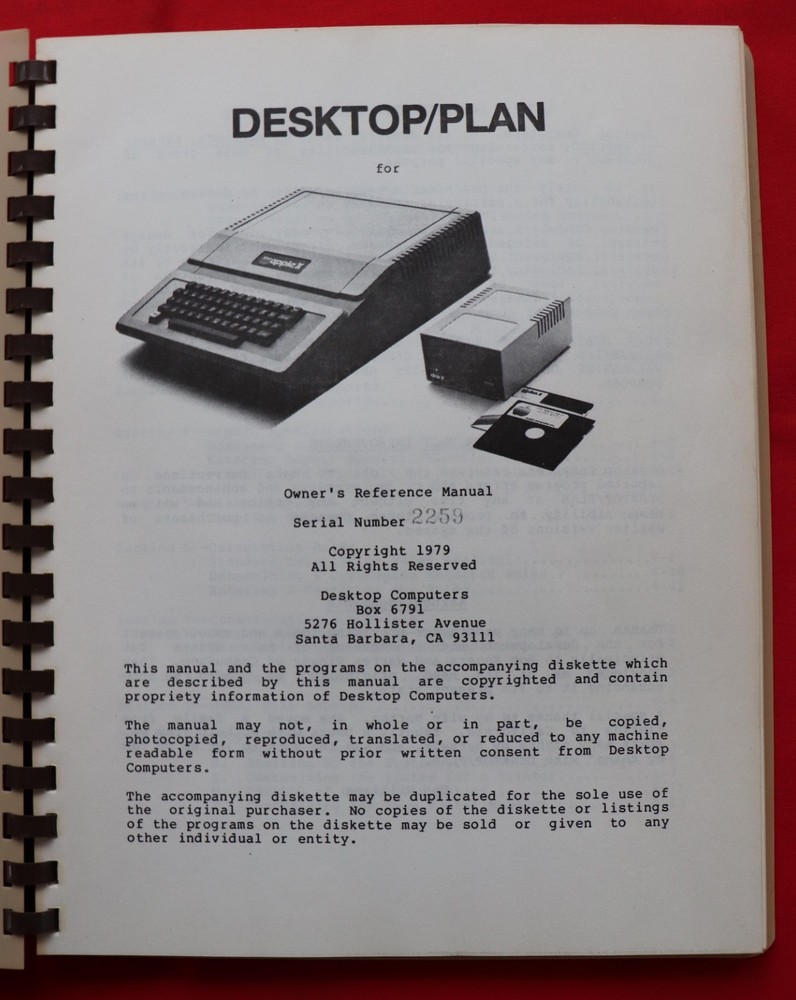 DESKTOP/PLAN
for
apple ][
Owner's Reference Manual
Serial Number 2259
Copyright 1979
All Rights Reserved
Desktop Computers
Box 6791
5276 Hollister Avenue
Santa Barbara, CA 93111
This manual and the programs on the accompanying diskette which
are described by this manual are copyrighted and contain
propriety information of Desktop Computers.
The manual may not, in whole or in part, be copied,
photocopied, reproduced, translated, or reduced to any machine
readable form without prior written consent from Desktop
Computers.
The accompanying diskette may be duplicated for the sole use of
the original purchaser. No copies of the diskette or listings
of the programs on the diskette may be sold or given to any
other individual or entity.